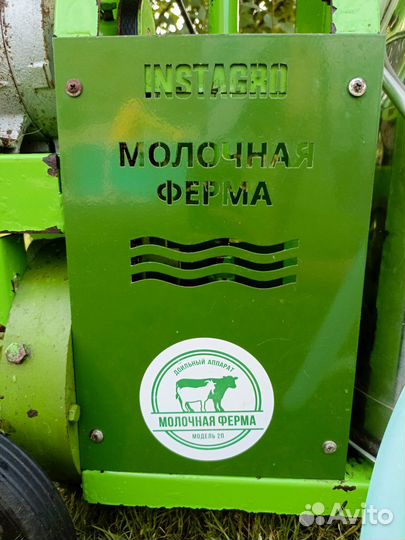 INSTAGRO
МОЛОЧНАЯ
ФЕРМА
ДОИЛЬНЫЙ АППАРАТ
МОЛОЧНАЯ ФЕРМА
МОДЕЛЬ 2П
Avito